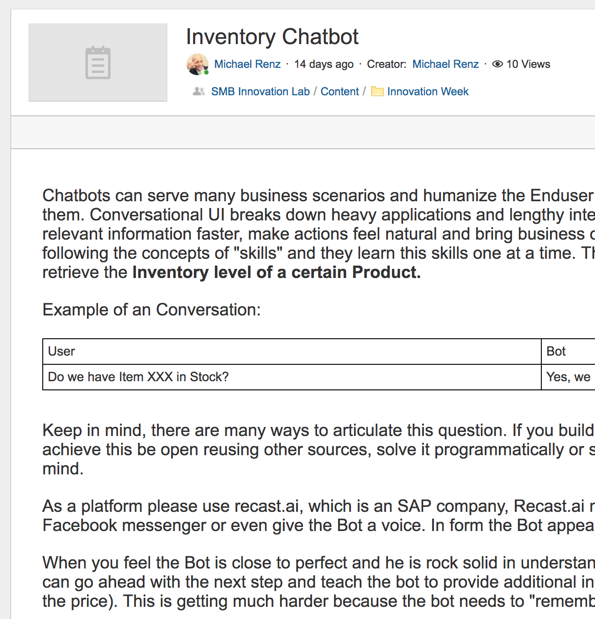 Inventory Chatbot
Michael Renz · 14 days ago · Creator: Michael Renz · 10 Views
SMB Innovation Lab / Content / Innovation Week
Chatbots can serve many business scenarios and humanize the Enduser
them. Conversational UI breaks down heavy applications and lengthy inte
relevant information faster, make actions feel natural and bring business
following the concepts of "skills" and they learn this skills one at a time. Th
retrieve the Inventory level of a certain Product.
Example of an Conversation:
User Bot
Do we have Item XXX in Stock? Yes, we
Keep in mind, there are many ways to articulate this question. If you build
achieve this be open reusing other sources, solve it programmatically or s
mind.
As a platform please use recast.ai, which is an SAP company, Recast.ai
Facebook messenger or even give the Bot a voice. In form the Bot appea
When you feel the Bot is close to perfect and he is rock solid in understan
can go ahead with the next step and teach the bot to provide additional in
the price). This is getting much harder because the bot needs to "rememb